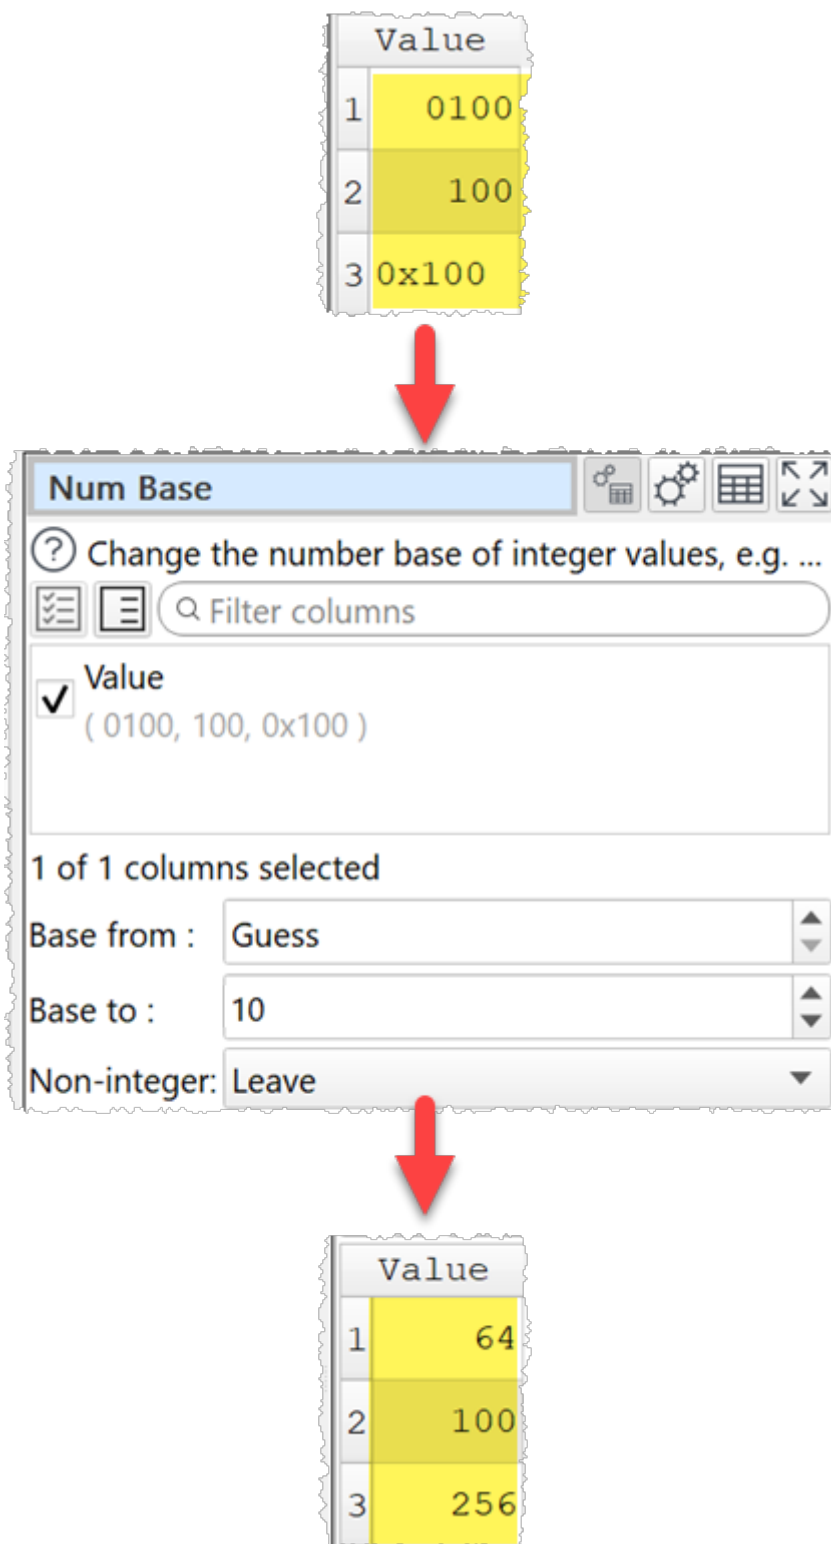 Value
1 0100
2 100
3 0x100
Num Base
? Change the number base of integer values, e.g. ...
Filter columns
Value
( 0100, 100, 0x100 )
1 of 1 columns selected
Base from : Guess
Base to : 10
Non-integer: Leave
Value
1 64
2 100
3 256